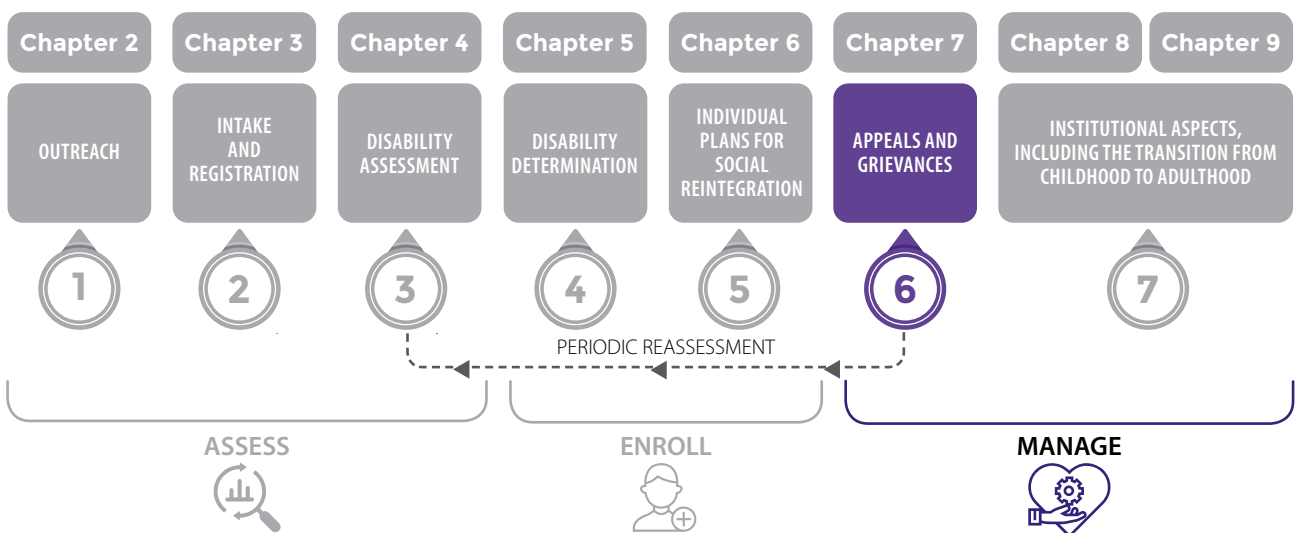 Chapter 2
Chapter 3
Chapter 4
Chapter 5
Chapter 6
Chapter 7
Chapter 8
Chapter 9
OUTREACH
INTAKE
AND
REGISTRATION
DISABILITY
ASSESSMENT
DISABILITY
DETERMINATION
INDIVIDUAL
PLANS FOR
SOCIAL
REINTEGRATION
APPEALS AND
GRIEVANCES
INSTITUTIONAL ASPECTS,
INCLUDING THE TRANSITION FROM
CHILDHOOD TO ADULTHOOD
1
2
3
4
5
6
7
PERIODIC REASSESSMENT
ASSESS
ENROLL
MANAGE